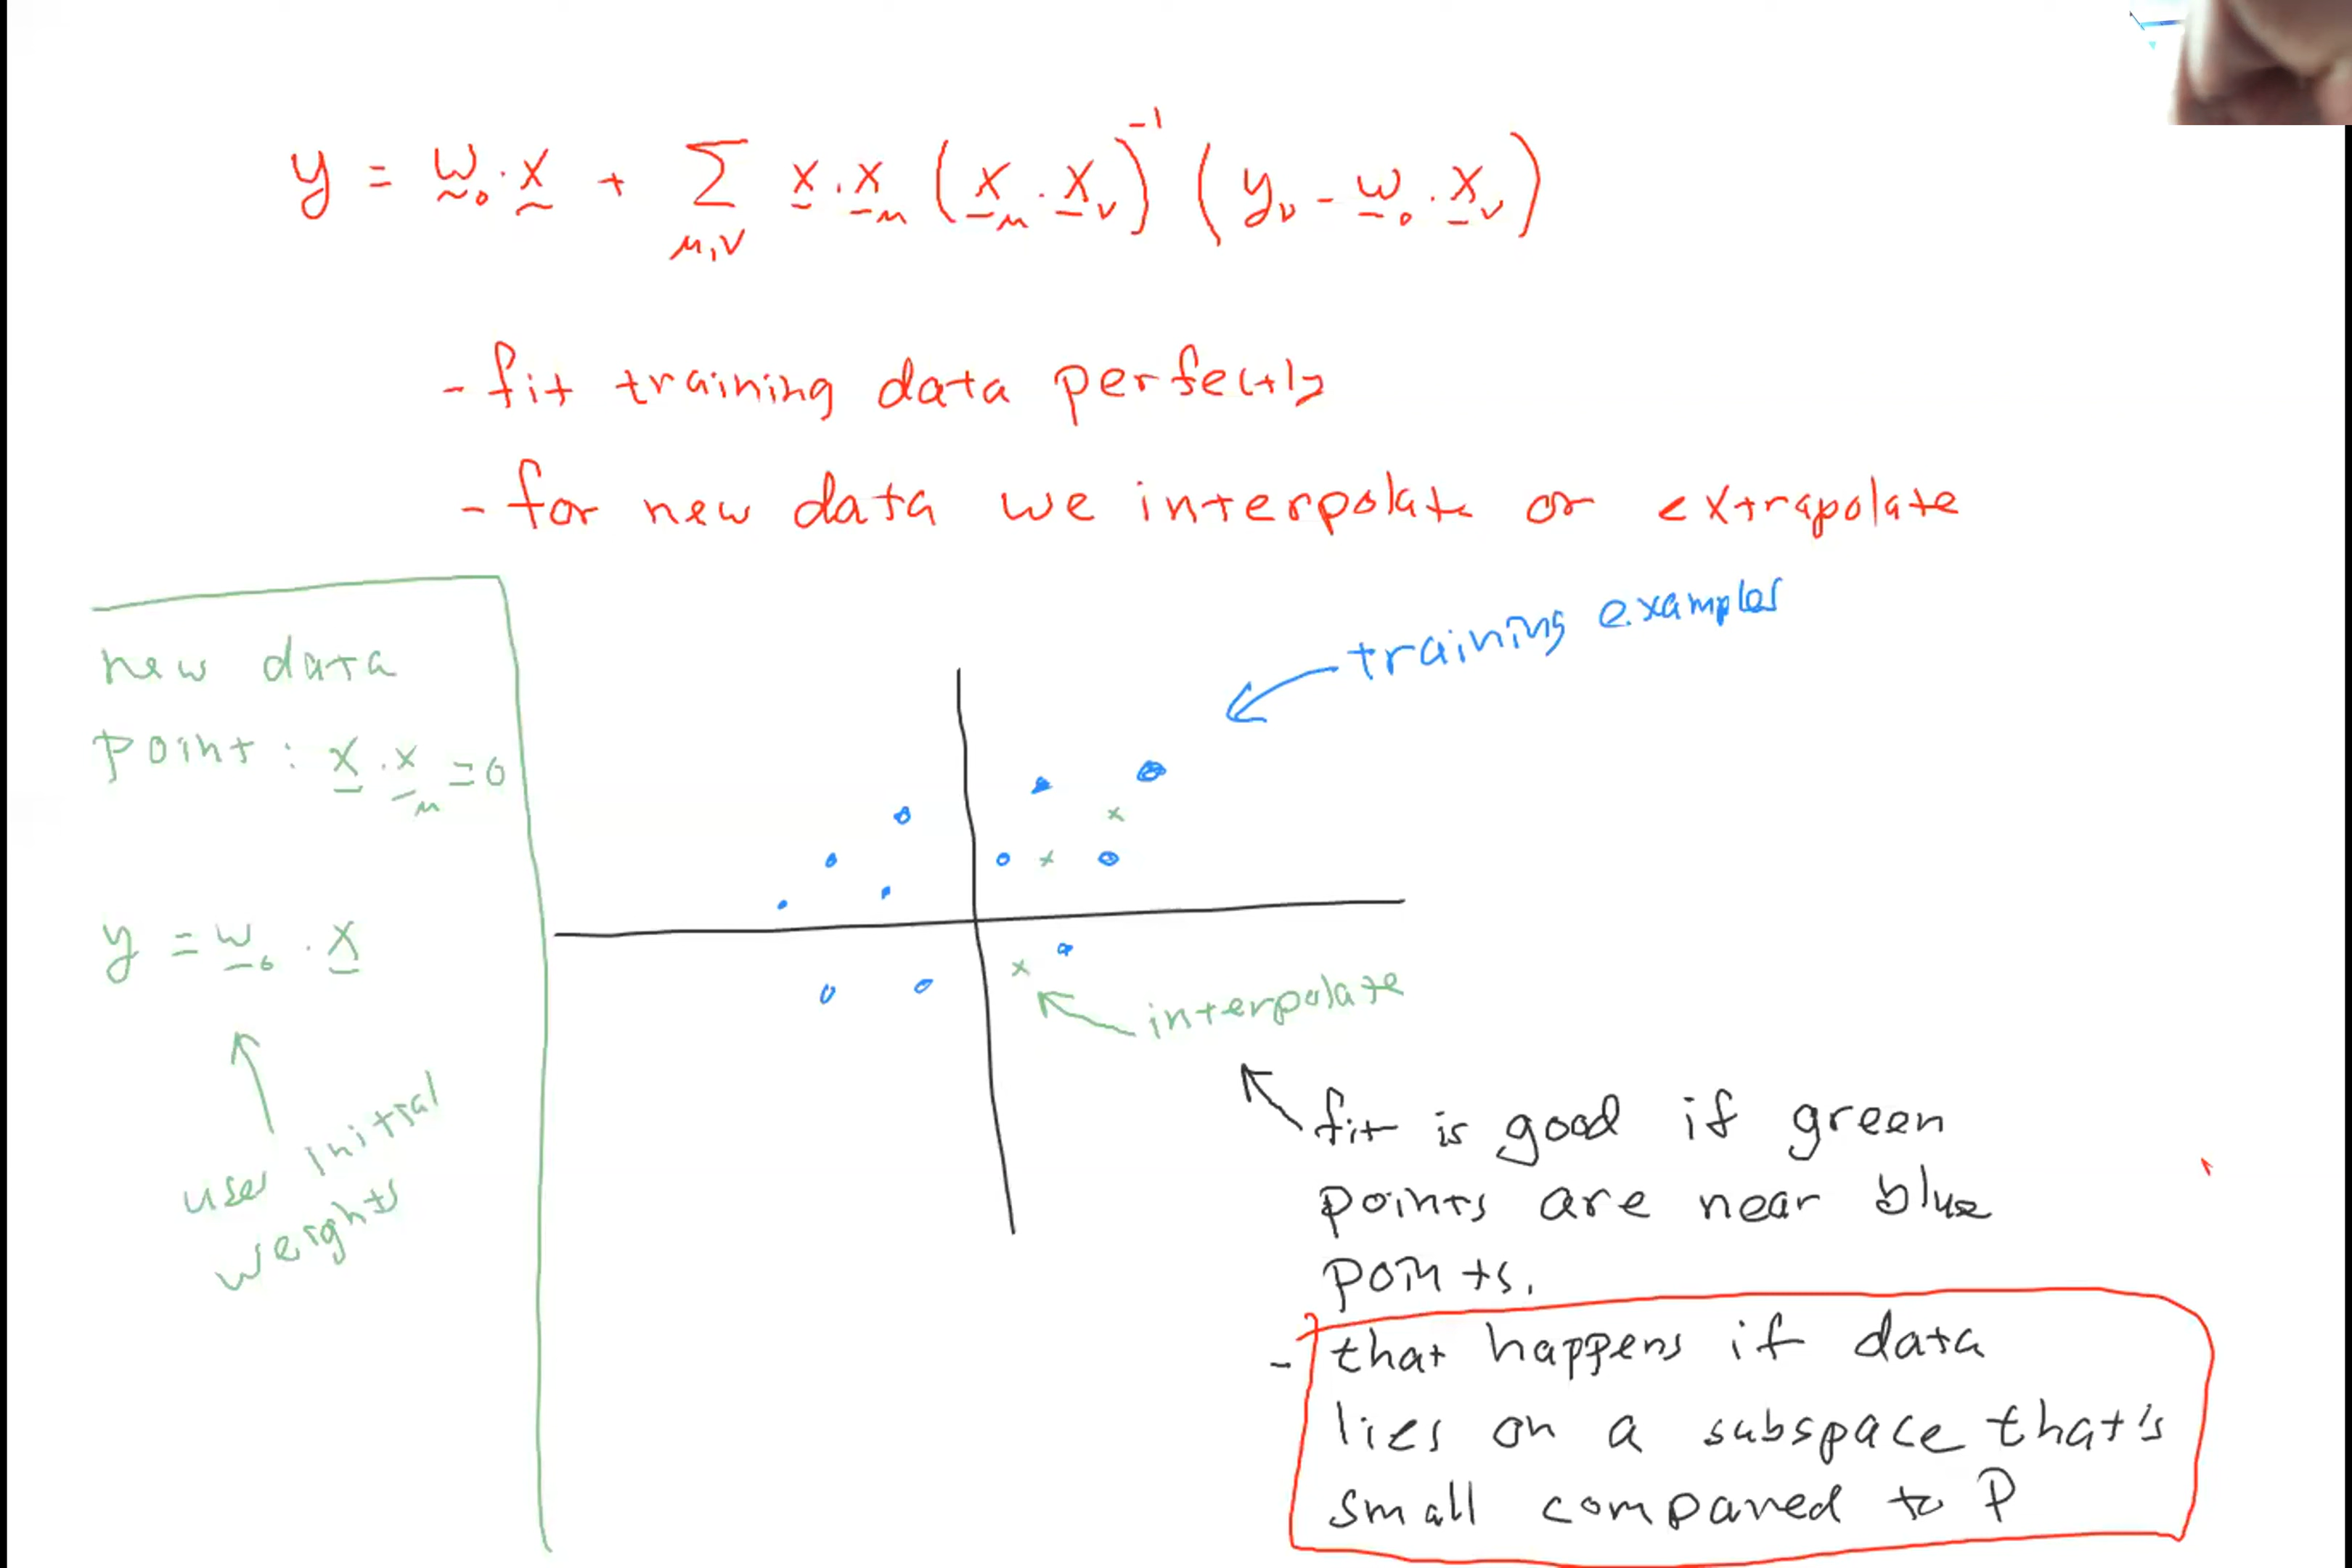 y = w₀ · x + Σ x · x_μ (x_μ · x_ν)⁻¹ (y_ν - w₀ · x_ν)
μ,ν
- fit training data perfectly
- for new data we interpolate or extrapolate
training examples
new data
point: x · x_μ = 0
y = w₀ · x
uses initial
weights
interpolate
fit is good if green
points are near blue
points.
- that happens if data
lies on a subspace that's
small compared to P